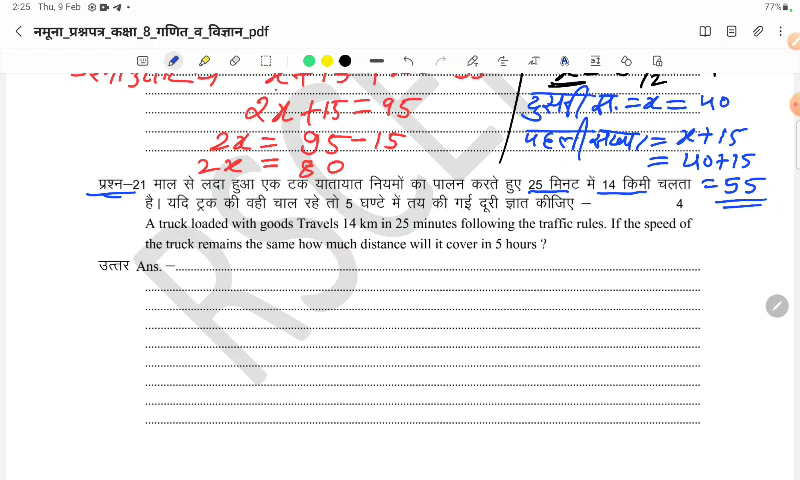 2:25 Thu, 9 Feb
77%
नमूना_प्रश्नपत्र_कक्षा_8_गणित_व_विज्ञान_pdf
2x+15=95
2x = 95-15
2x = 80
दुसरी सं. = x = 40
पहली संख्या = x+15
= 40+15
= 55
प्रश्न–21 माल से लदा हुआ एक टक यातायात नियमों का पालन करते हुए 25 मिनट में 14 किमी चलता
है। यदि ट्रक की वही चाल रहे तो 5 घण्टे में तय की गई दूरी ज्ञात कीजिए – 4
A truck loaded with goods Travels 14 km in 25 minutes following the traffic rules. If the speed of
the truck remains the same how much distance will it cover in 5 hours ?
उत्तर Ans. –